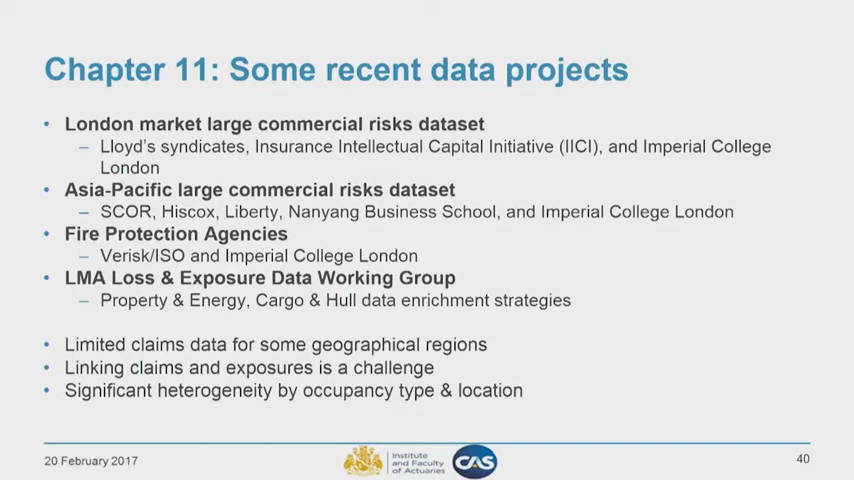 Chapter 11: Some recent data projects
• London market large commercial risks dataset
– Lloyd's syndicates, Insurance Intellectual Capital Initiative (IICI), and Imperial College
London
• Asia-Pacific large commercial risks dataset
– SCOR, Hiscox, Liberty, Nanyang Business School, and Imperial College London
• Fire Protection Agencies
– Verisk/ISO and Imperial College London
• LMA Loss & Exposure Data Working Group
– Property & Energy, Cargo & Hull data enrichment strategies
• Limited claims data for some geographical regions
• Linking claims and exposures is a challenge
• Significant heterogeneity by occupancy type & location
20 February 2017
Institute
and Faculty
of Actuaries
CAS
40